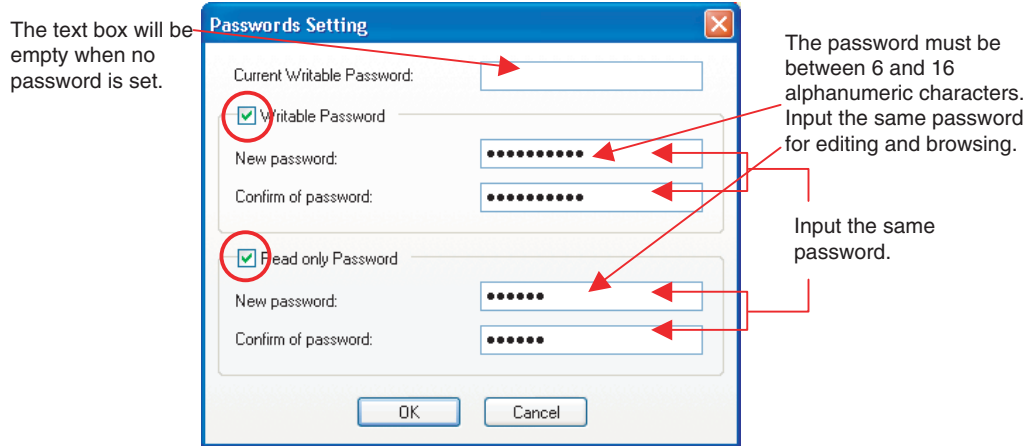 The text box will be
empty when no
password is set.
Passwords Setting
Current Writable Password:
Writable Password
New password:
●●●●●●●●●●
Confirm of password:
●●●●●●●●●●
Read only Password
New password:
●●●●●●
Confirm of password:
●●●●●●
OK
Cancel
The password must be
between 6 and 16
alphanumeric characters.
Input the same password
for editing and browsing.
Input the same
password.